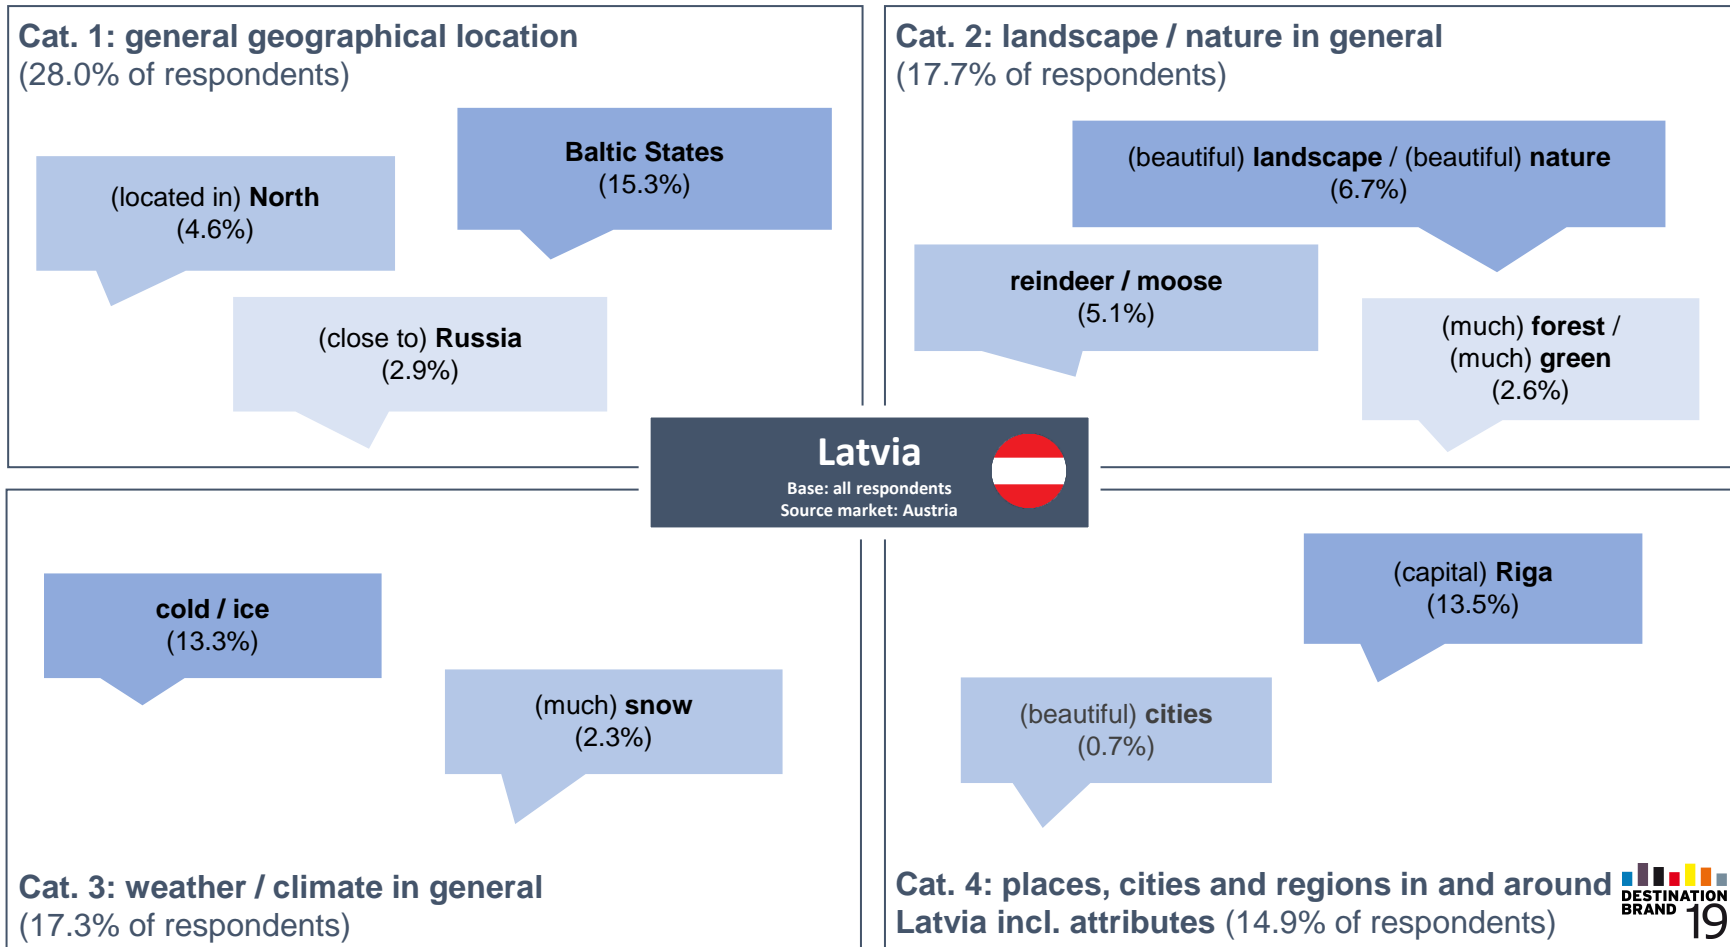 Cat. 1: general geographical location
(28.0% of respondents)
Baltic States
(15.3%)
(located in) North
(4.6%)
(close to) Russia
(2.9%)
Cat. 2: landscape / nature in general
(17.7% of respondents)
(beautiful) landscape / (beautiful) nature
(6.7%)
reindeer / moose
(5.1%)
(much) forest /
(much) green
(2.6%)
Latvia
Base: all respondents
Source market: Austria
cold / ice
(13.3%)
(much) snow
(2.3%)
Cat. 3: weather / climate in general
(17.3% of respondents)
(capital) Riga
(13.5%)
(beautiful) cities
(0.7%)
Cat. 4: places, cities and regions in and around
Latvia incl. attributes (14.9% of respondents)
DESTINATION
BRAND 19